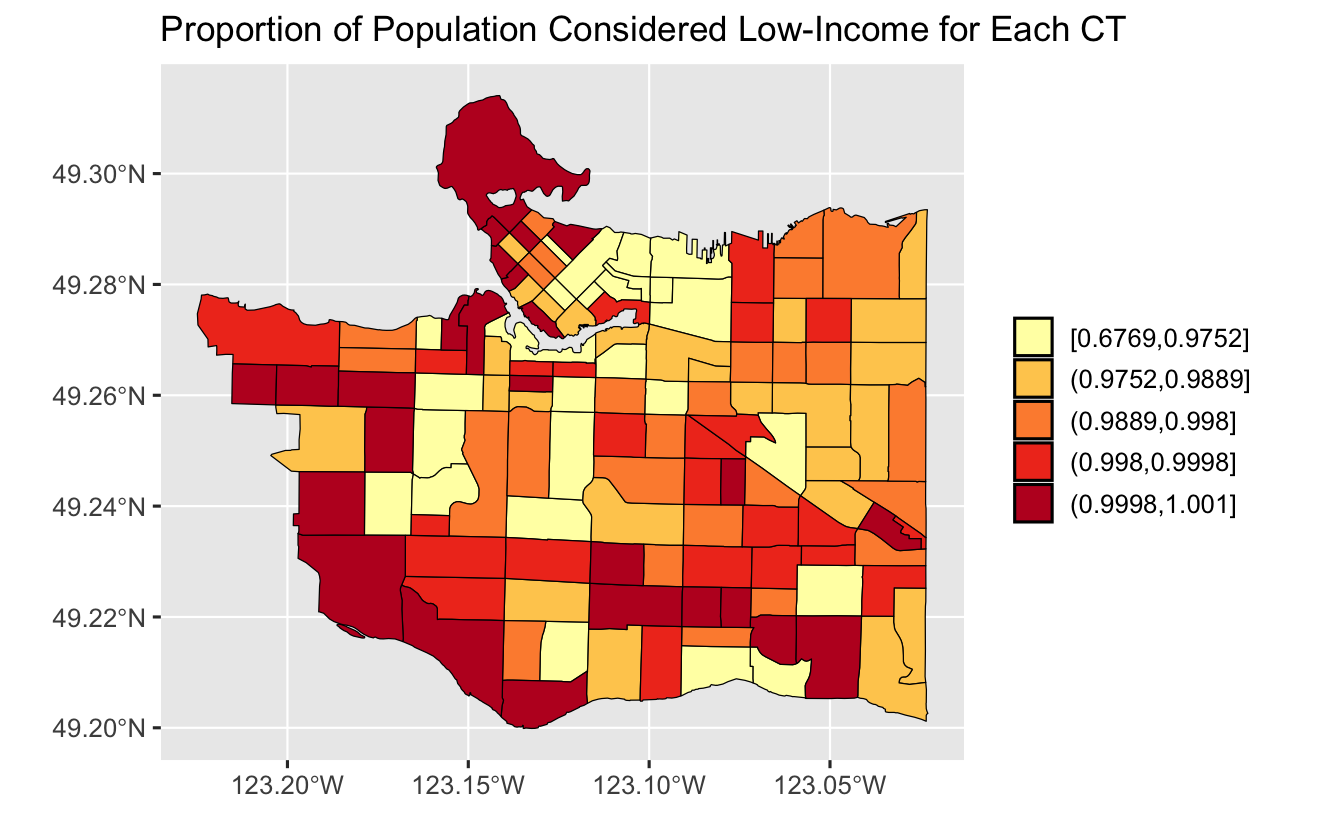 Proportion of Population Considered Low-Income for Each CT
49.30°N
49.28°N
49.26°N
49.24°N
49.22°N
49.20°N
123.20°W 123.15°W 123.10°W 123.05°W
[0.6769,0.9752]
(0.9752,0.9889]
(0.9889,0.998]
(0.998,0.9998]
(0.9998,1.001]